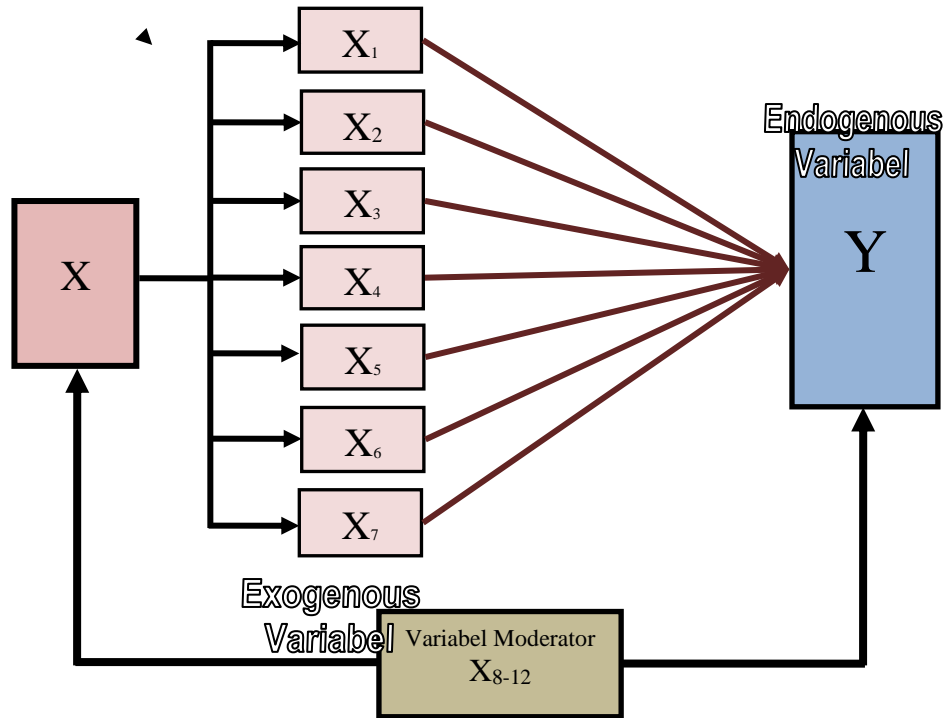 X₁
X₂
X₃
X₄
X₅
X₆
X₇
X
Endogenous
Variabel
Y
Exogenous
Variabel
Variabel Moderator
X₈₋₁₂